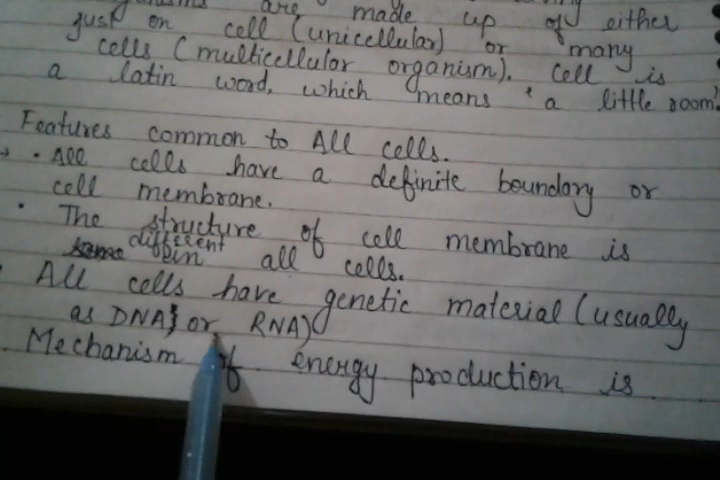 are made up of either
just on cell (unicellular) or many
cells (multicellular organism). Cell is
a latin word, which means 'a little room'.
Features common to All cells.
• All cells have a definite boundary or
cell membrane.
• The structure of cell membrane is
different in all cells.
All cells have genetic material (usually
as DNA or RNA)
Mechanism of energy production is